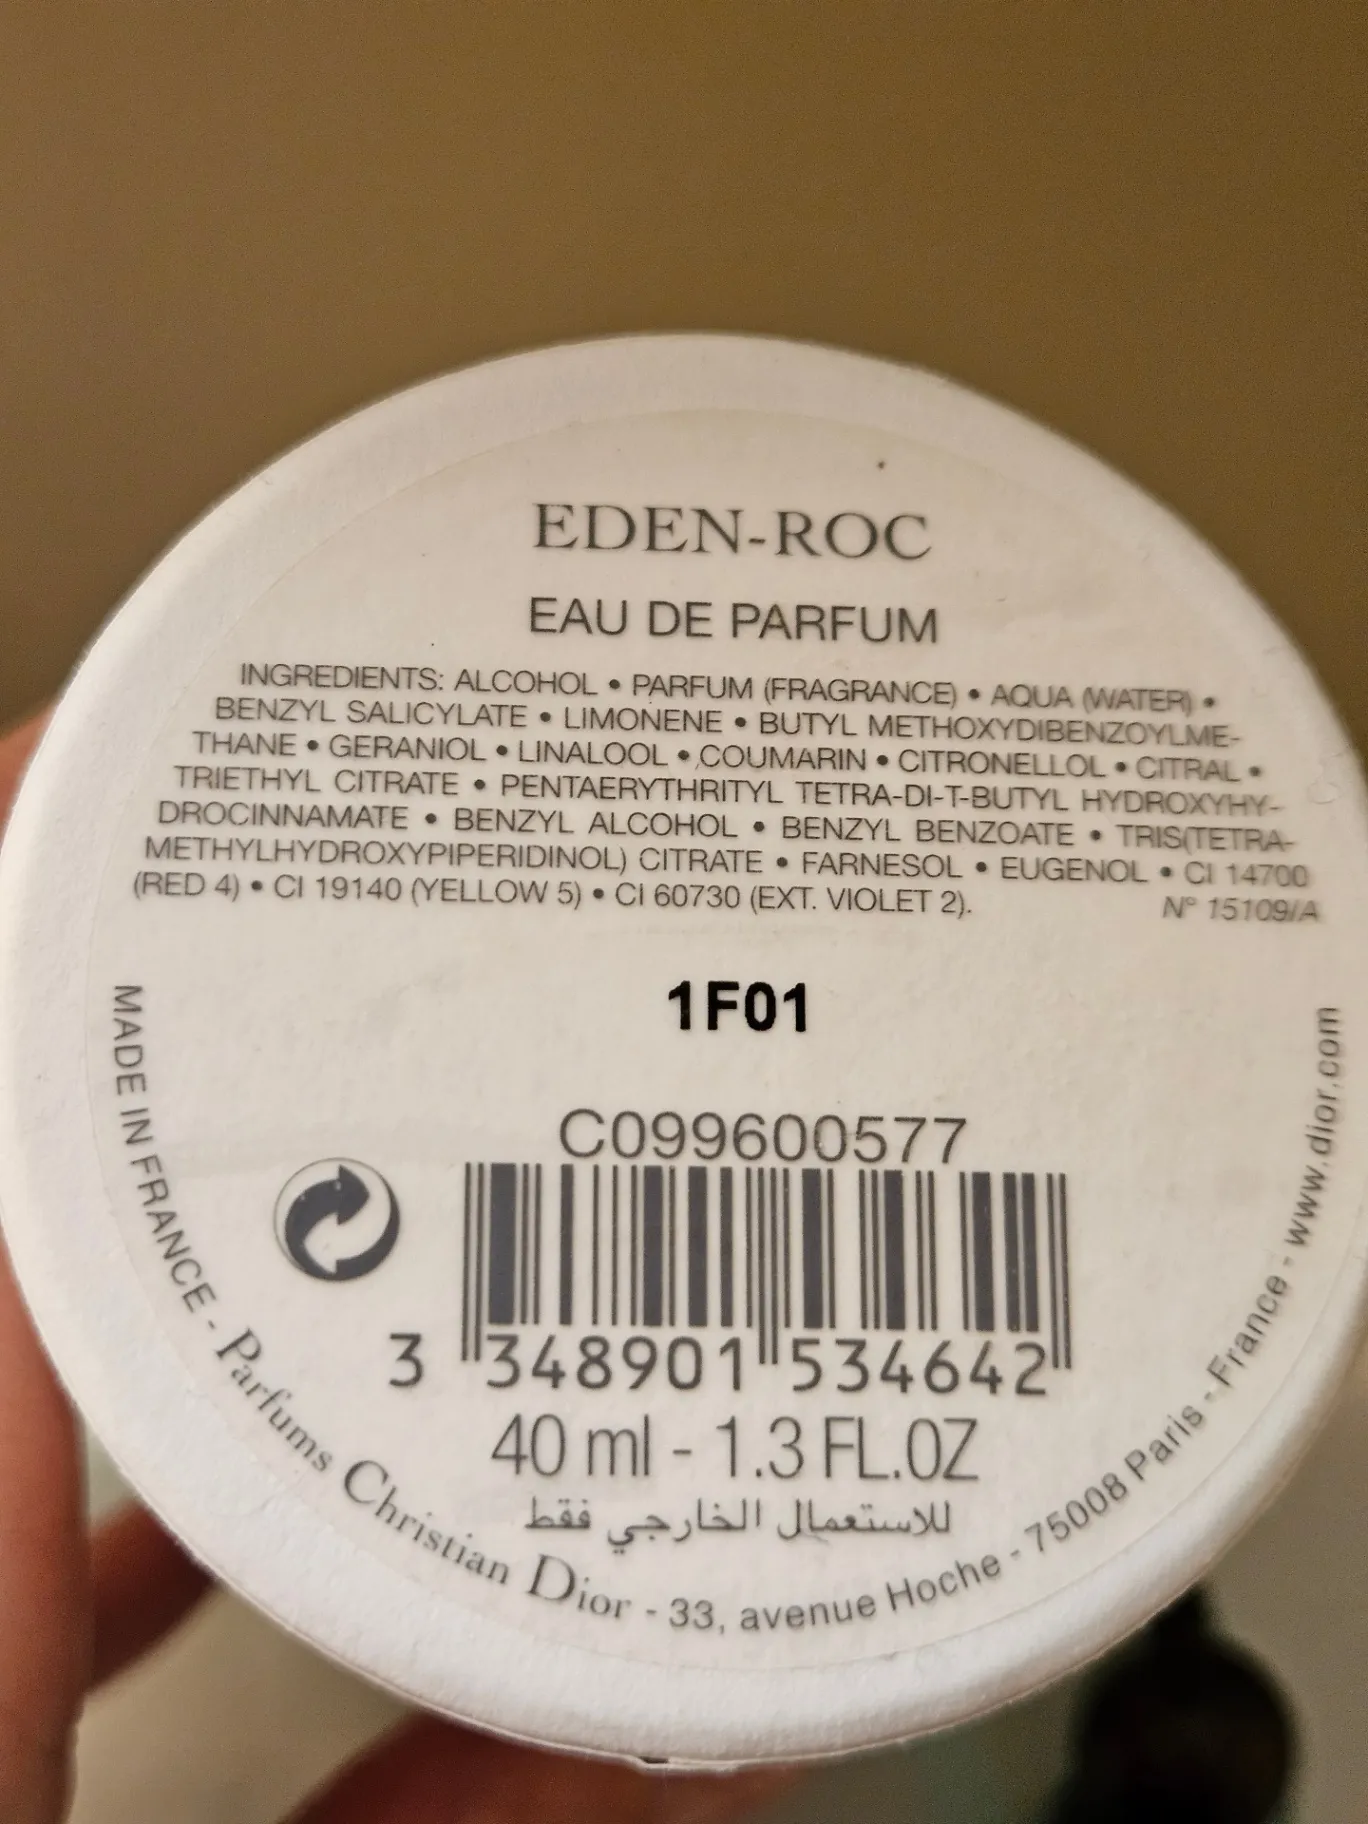 EDEN-ROC
EAU DE PARFUM
INGREDIENTS: ALCOHOL • PARFUM (FRAGRANCE) • AQUA (WATER) •
BENZYL SALICYLATE • LIMONENE • BUTYL METHOXYDIBENZOYLME-
THANE • GERANIOL • LINALOOL • COUMARIN • CITRONELLOL • CITRAL •
TRIETHYL CITRATE • PENTAERYTHRITYL TETRA-DI-T-BUTYL HYDROXYHY-
DROCINNAMATE • BENZYL ALCOHOL • BENZYL BENZOATE • TRIS(TETRA-
METHYLHYDROXYPIPERIDINOL) CITRATE • FARNESOL • EUGENOL • CI 14700
(RED 4) • CI 19140 (YELLOW 5) • CI 60730 (EXT. VIOLET 2). N° 15109/A
1F01
C099600577
3 348901 534642
40 ml - 1.3 FL.OZ
للاستعمال الخارجي فقط
MADE IN FRANCE - Parfums Christian Dior - 33, avenue Hoche - 75008 Paris - France - www.dior.com